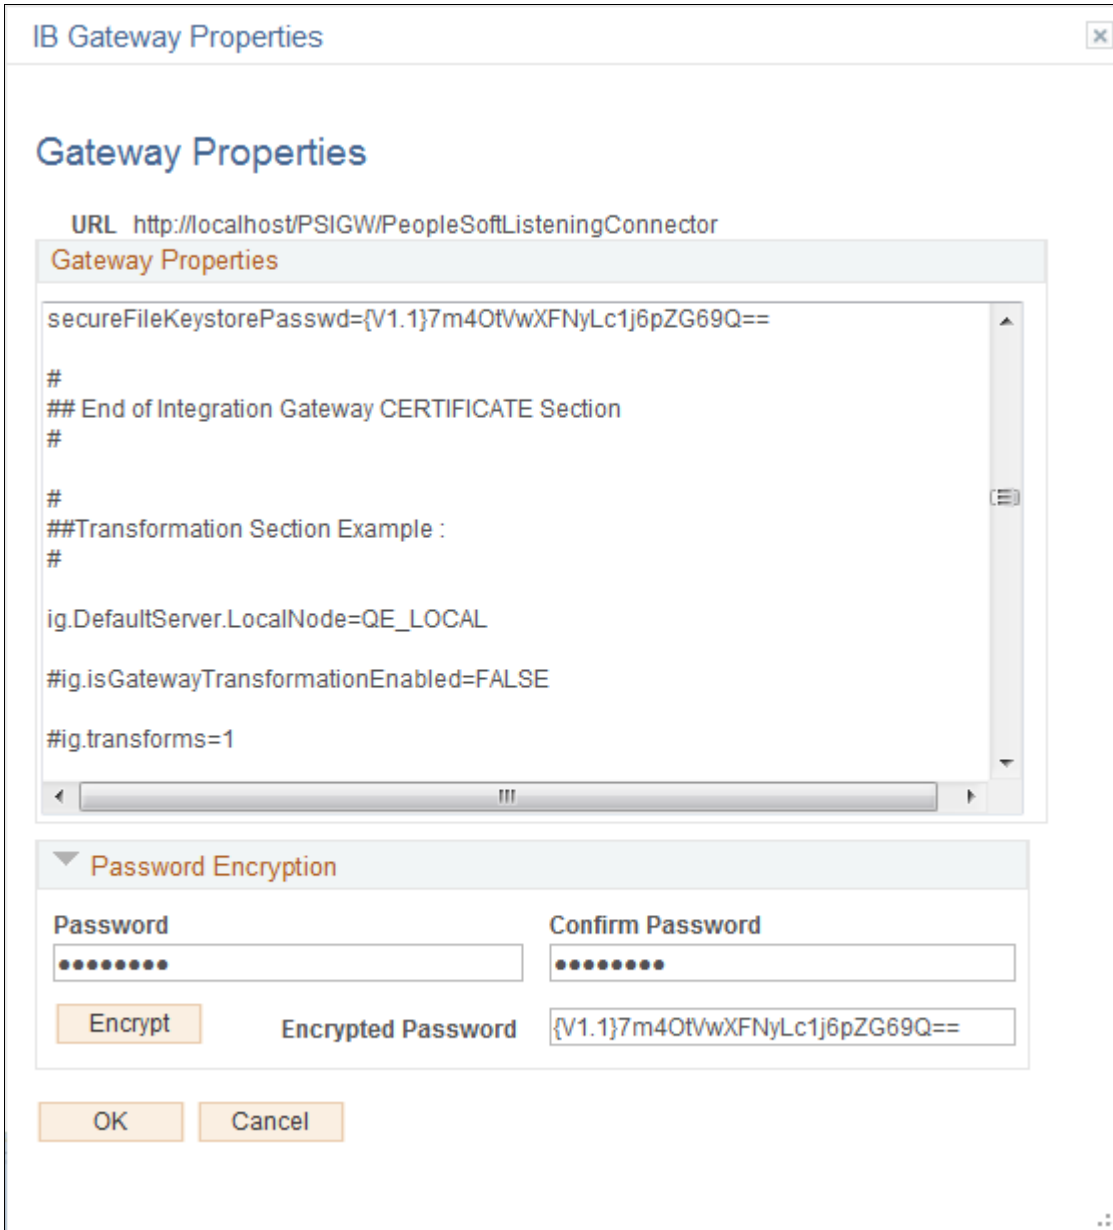 IB Gateway Properties
Gateway Properties
URL http://localhost/PSIGW/PeopleSoftListeningConnector
Gateway Properties
secureFileKeystorePasswd={V1.1}7m4OtVwXFNyLc1j6pZG69Q==
#
## End of Integration Gateway CERTIFICATE Section
#
#
##Transformation Section Example :
#
ig.DefaultServer.LocalNode=QE_LOCAL
#ig.isGatewayTransformationEnabled=FALSE
#ig.transforms=1
Password Encryption
Password Confirm Password
•••••••• ••••••••
Encrypt Encrypted Password {V1.1}7m4OtVwXFNyLc1j6pZG69Q==
OK Cancel